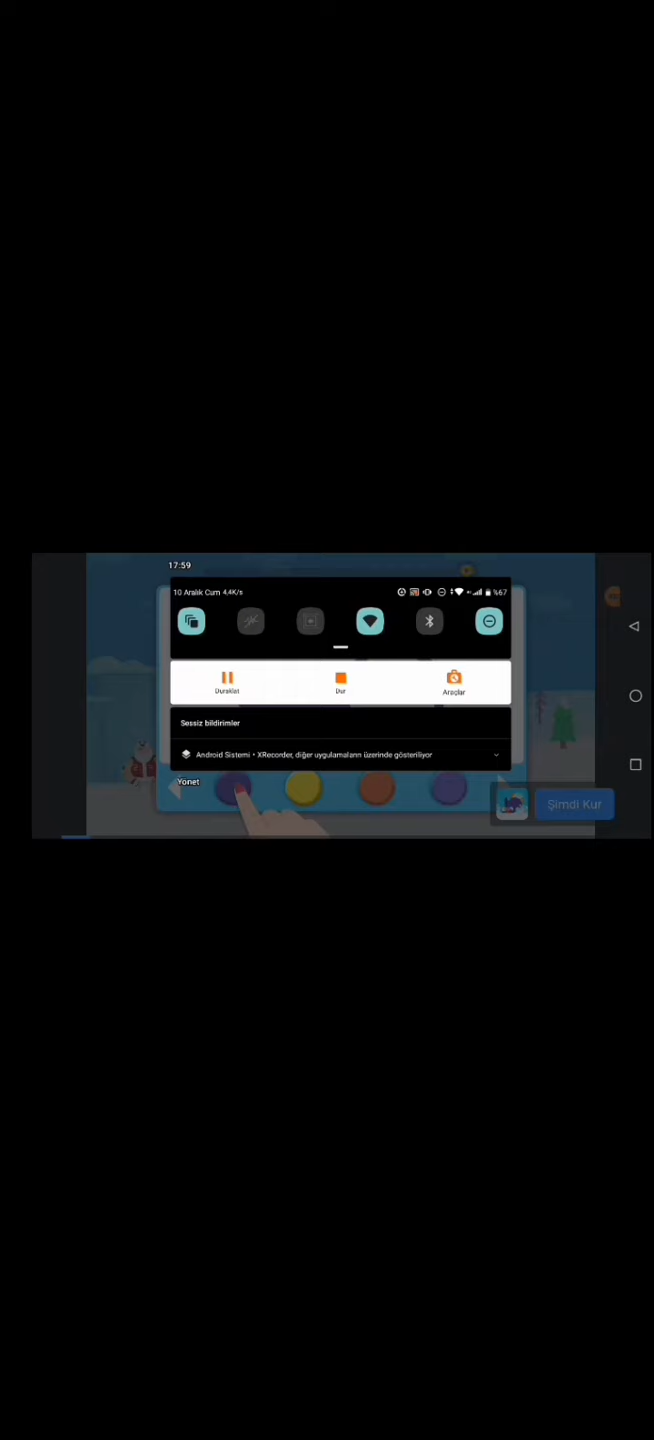 17:59
10 Aralık Cum 4,4K/s
%67
Duraklat
Dur
Araçlar
Sessiz bildirimler
Android Sistemi • XRecorder, diğer uygulamaların üzerinde gösteriliyor
Yönet
Şimdi Kur